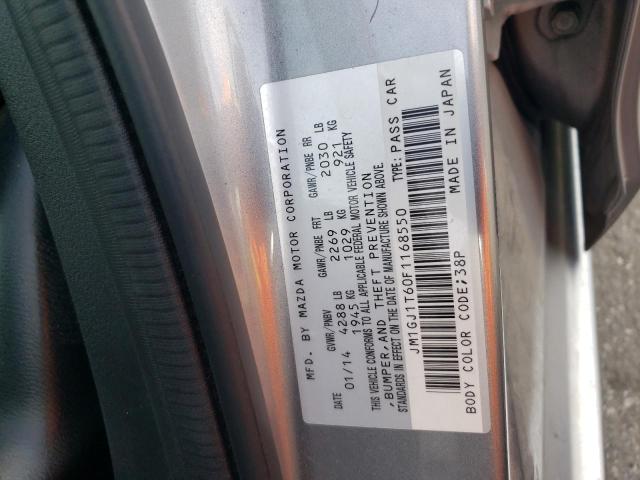 MFD. BY MAZDA MOTOR CORPORATION
DATE GVWR/PNBV GAWR/PNBE FRT GAWR/PNBE RR
01/14 4288 LB 2269 LB 2030 LB
1945 KG 1029 KG 921 KG
THIS VEHICLE CONFORMS TO ALL APPLICABLE FEDERAL MOTOR VEHICLE SAFETY
,BUMPER,AND THEFT PREVENTION
STANDARDS IN EFFECT ON THE DATE OF MANUFACTURE SHOWN ABOVE.
JM1GJ1T60F1168550 TYPE: PASS CAR
BODY COLOR CODE;38P MADE IN JAPAN